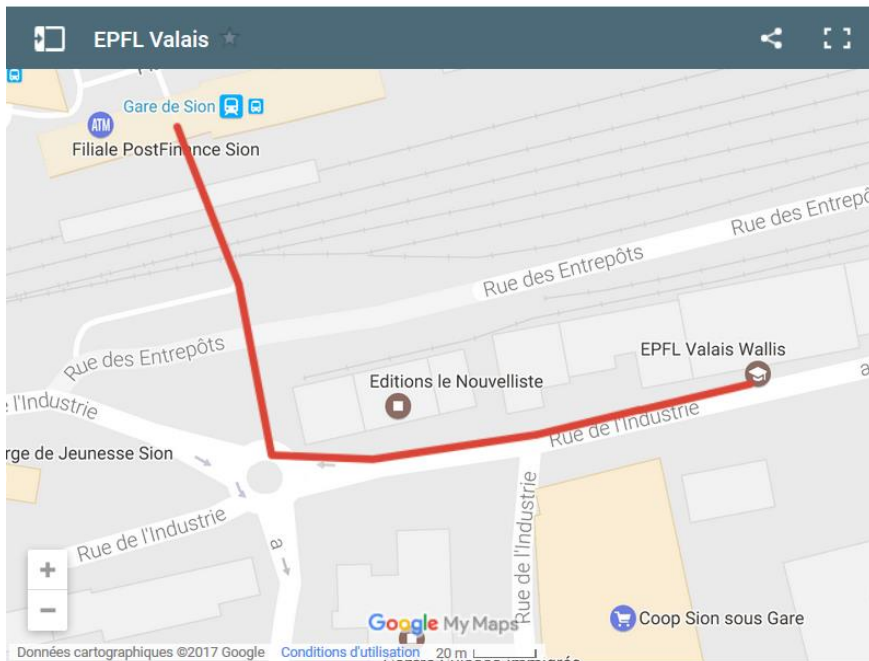 EPFL Valais
Gare de Sion
ATM
Filiale PostFinance Sion
Rue des Entrepô
Rue des Entrepôts
EPFL Valais Wallis
Rue des Entrepôts
Editions le Nouvelliste
a
l'Industrie
Rue de l'Industrie
rge de Jeunesse Sion
Rue de l'Industrie
Rue de l'Industrie
a
+
−
Coop Sion sous Gare
Google My Maps
Données cartographiques ©2017 Google Conditions d'utilisation 20 m